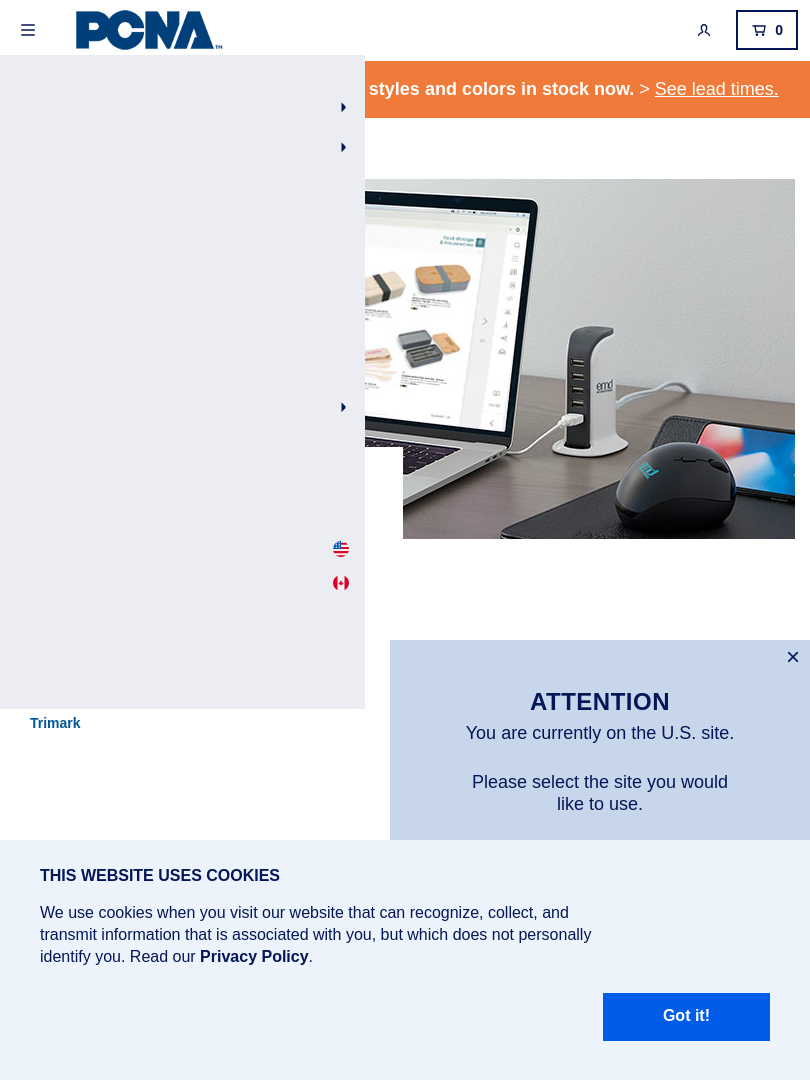 PCNA™
0
styles and colors in stock now. > See lead times.
emd
Trimark
ATTENTION
You are currently on the U.S. site.
Please select the site you would
like to use.
THIS WEBSITE USES COOKIES
We use cookies when you visit our website that can recognize, collect, and
transmit information that is associated with you, but which does not personally
identify you. Read our Privacy Policy.
Got it!